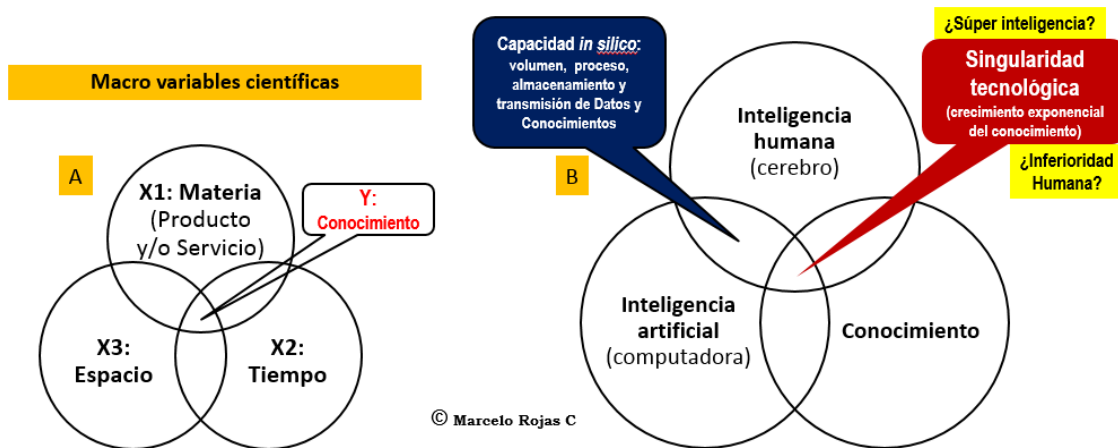 Macro variables científicas
A
X1: Materia
(Producto
y/o Servicio)
Y:
Conocimiento
X3:
Espacio
X2:
Tiempo
© Marcelo Rojas C
Capacidad in silico:
volumen, proceso,
almacenamiento y
transmisión de Datos y
Conocimientos
¿Súper inteligencia?
Singularidad
tecnológica
(crecimiento exponencial
del conocimiento)
¿Inferioridad
Humana?
B
Inteligencia
humana
(cerebro)
Inteligencia
artificial
(computadora)
Conocimiento